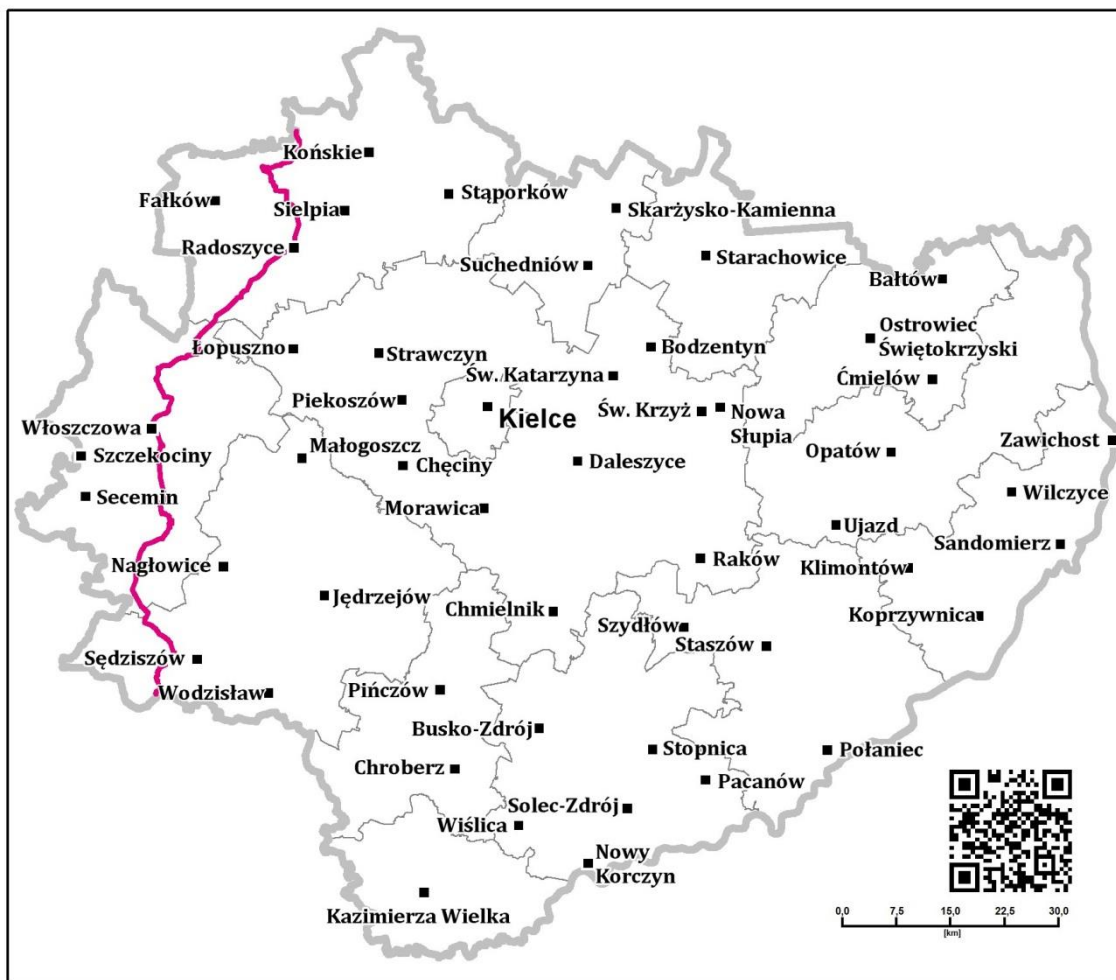 Końskie
Fałków
Stąporków
Sielpia
Skarżysko-Kamienna
Radoszyce
Starachowice
Suchedniów
Bałtów
Ostrowiec
Świętokrzyski
Łopuszno
Strawczyn
Bodzentyn
Św. Katarzyna
Ćmielów
Piekoszów
Kielce
Św. Krzyż
Nowa
Słupia
Włoszczowa
Małogoszcz
Zawichost
Szczekociny
Chęciny
Daleszyce
Opatów
Secemin
Wilczyce
Morawica
Ujazd
Sandomierz
Nagłowice
Raków
Klimontów
Jędrzejów
Chmielnik
Koprzywnica
Szydłów
Staszów
Sędziszów
Wodzisław
Pińczów
Busko-Zdrój
Stopnica
Połaniec
Chroberz
Pacanów
Solec-Zdrój
Wiślica
Nowy
Korczyn
Kazimierza Wielka
0,0 7,5 15,0 22,5 30,0
[km]